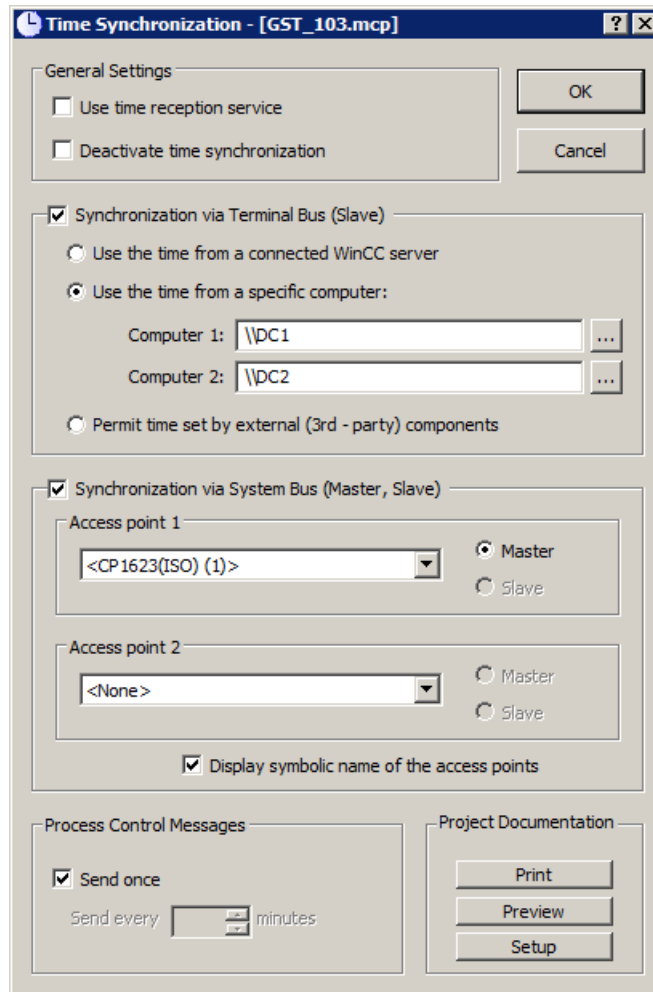 Time Synchronization - [GST_103.mcp]
General Settings
Use time reception service
Deactivate time synchronization
OK
Cancel
Synchronization via Terminal Bus (Slave)
Use the time from a connected WinCC server
Use the time from a specific computer:
Computer 1: \\DC1 ...
Computer 2: \\DC2 ...
Permit time set by external (3rd - party) components
Synchronization via System Bus (Master, Slave)
Access point 1
<CP1623(ISO) (1)>
Master
Slave
Access point 2
<None>
Master
Slave
Display symbolic name of the access points
Process Control Messages
Send once
Send every minutes
Project Documentation
Print
Preview
Setup